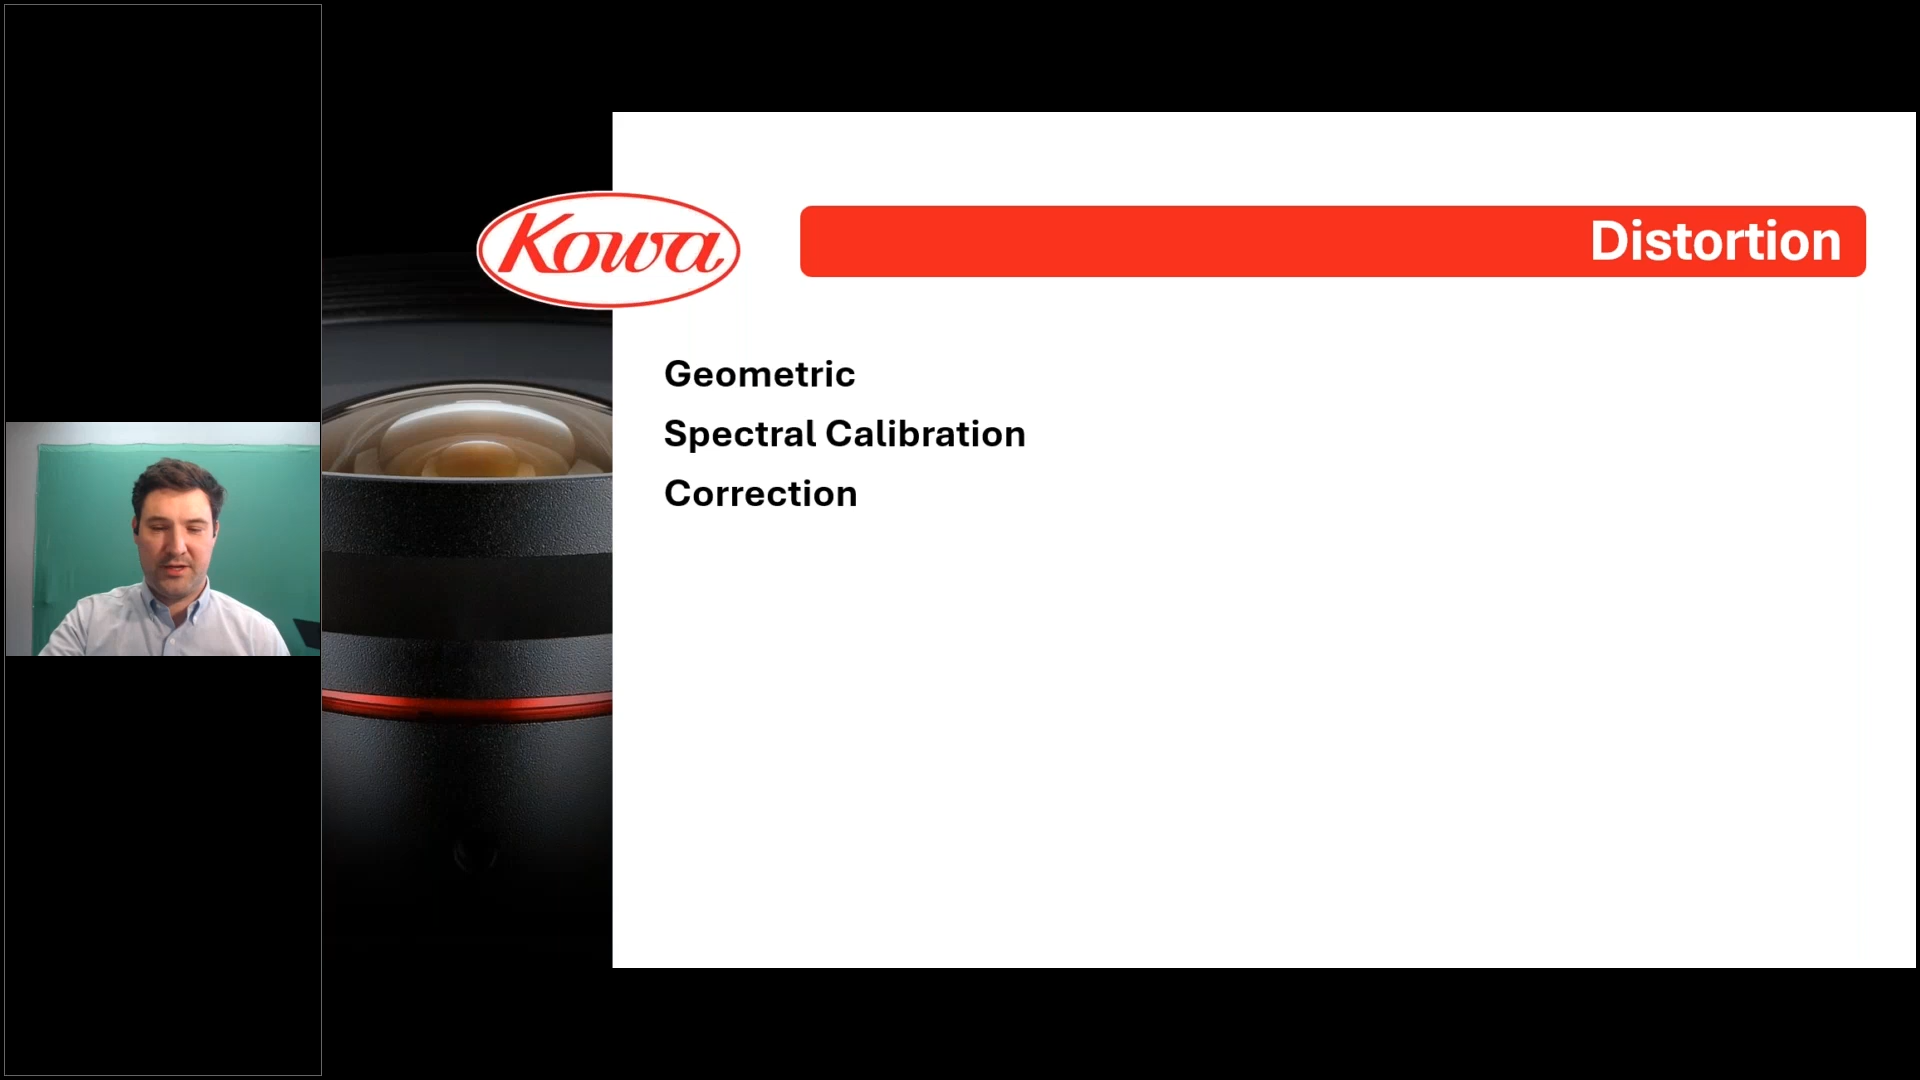 Kowa
Distortion
Geometric
Spectral Calibration
Correction